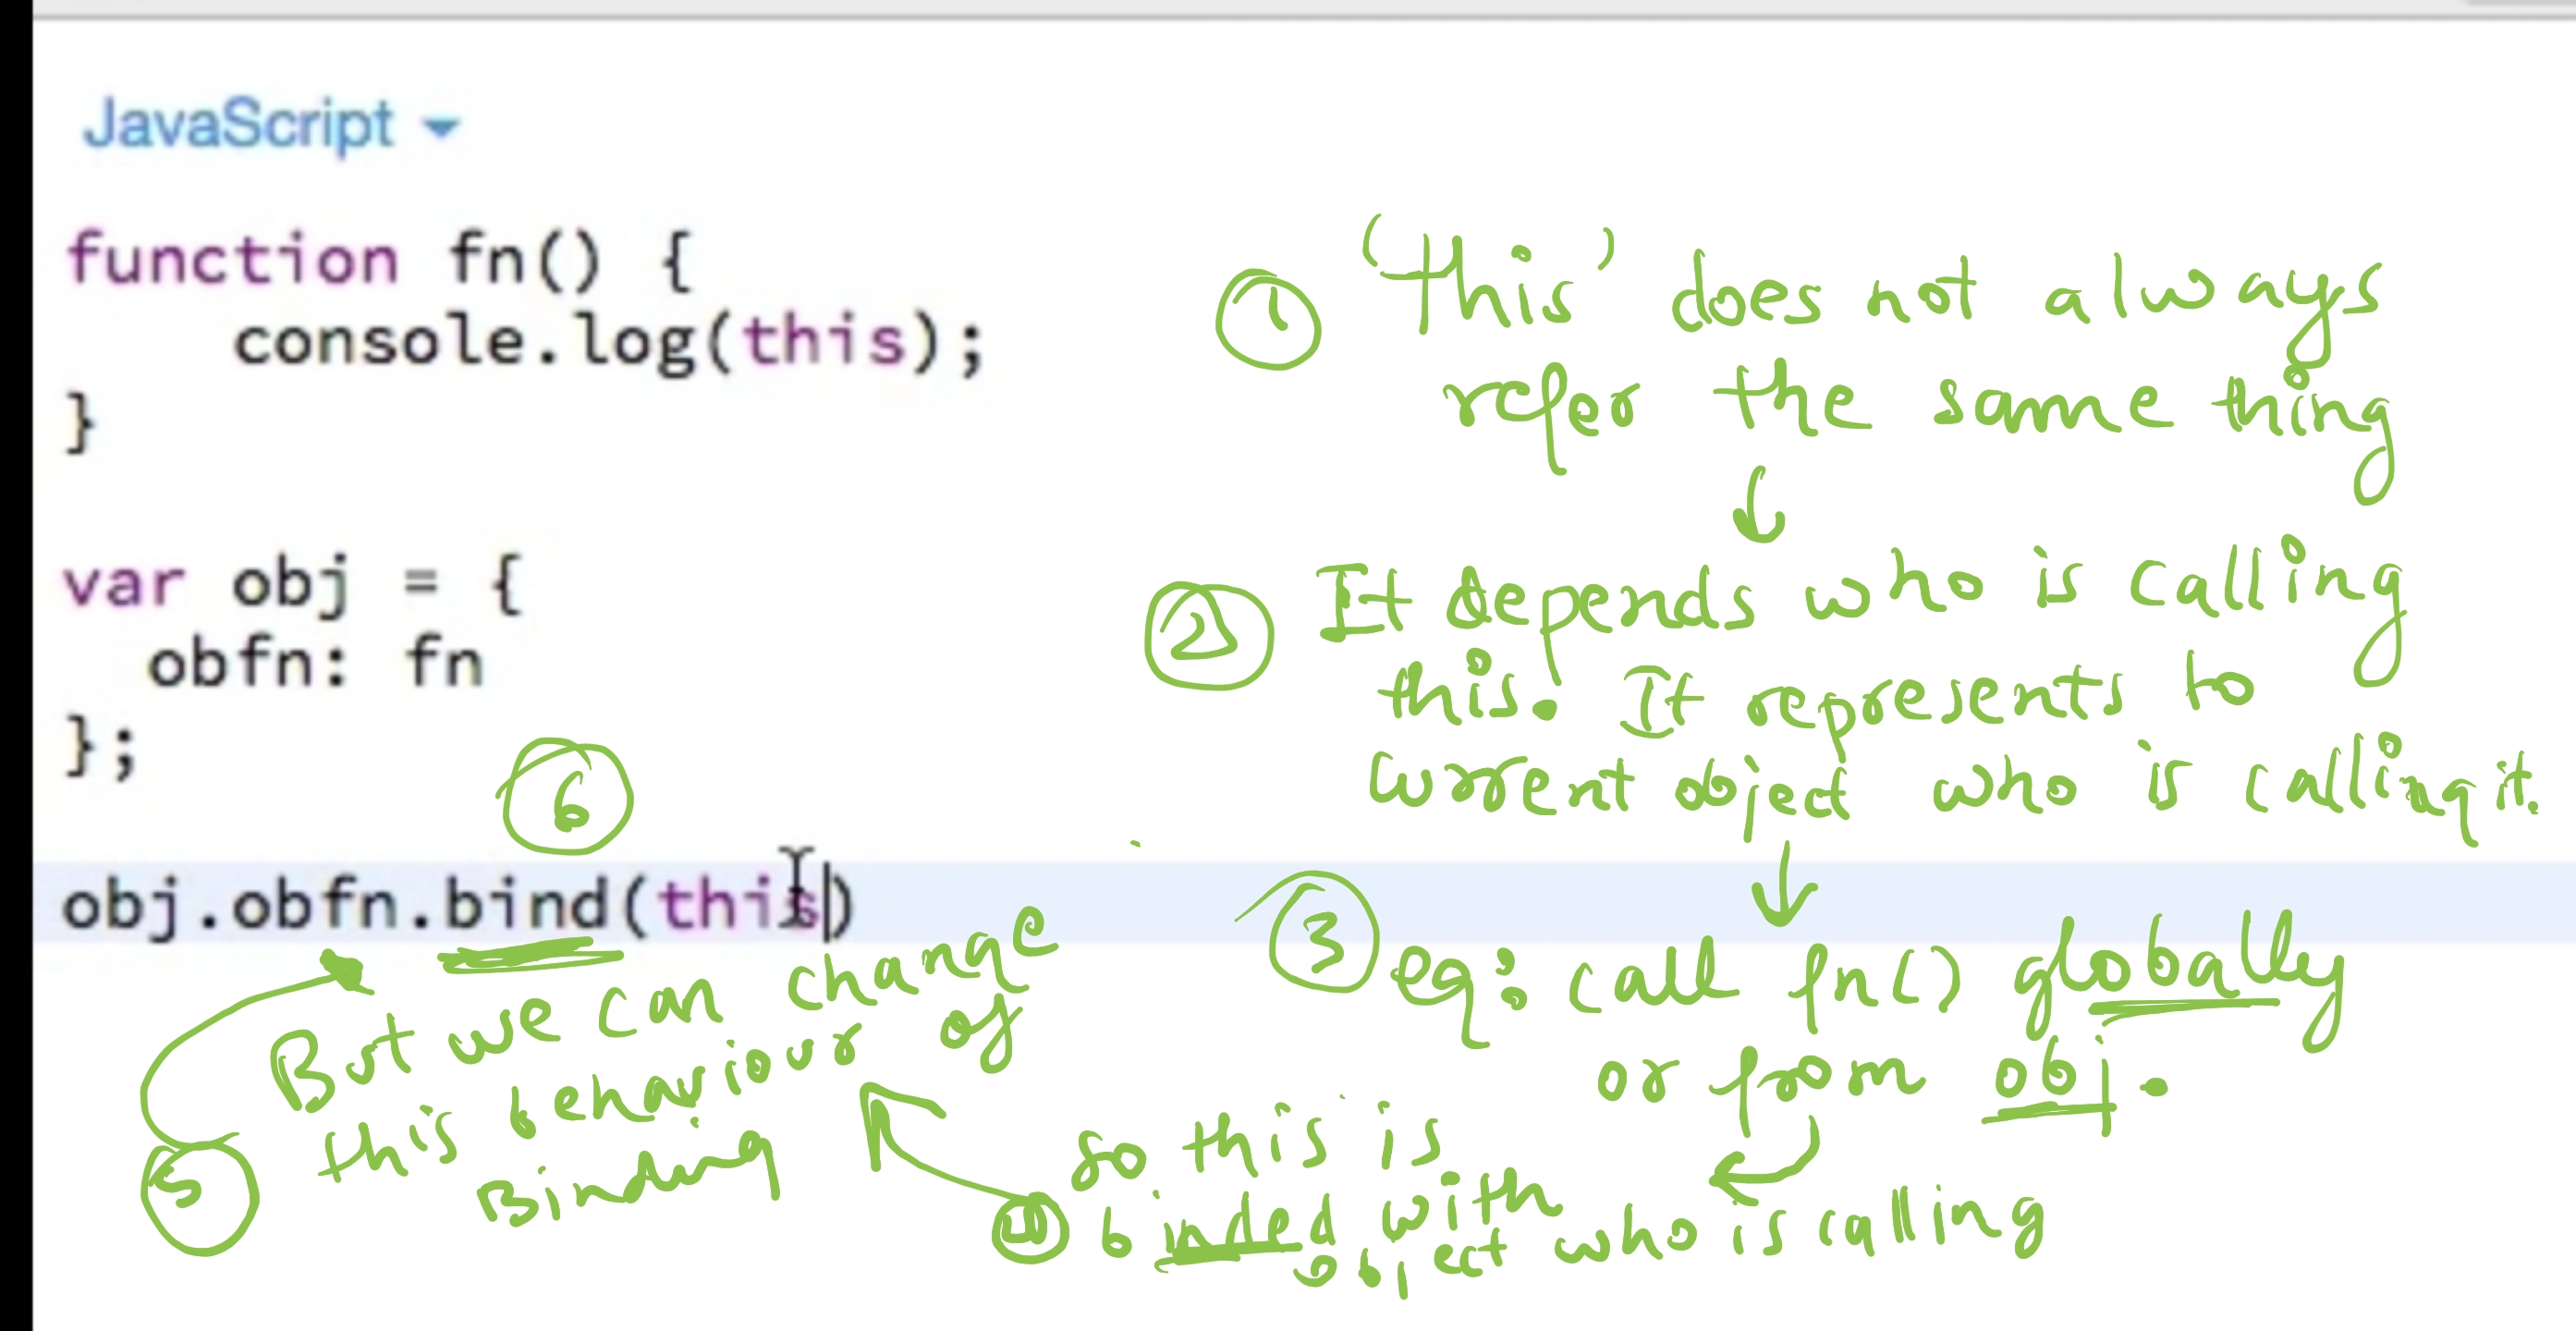 JavaScript
function fn() {
console.log(this);
}
var obj = {
obfn: fn
};
obj.obfn.bind(this)
① 'this' does not always
refer the same thing
② It depends who is calling
this. It represents to
current object who is calling it.
③ eg: call fn() globally
or from obj.
④ so this is
binded with
object who is calling
⑤ But we can change
this behaviour of
Binding
⑥